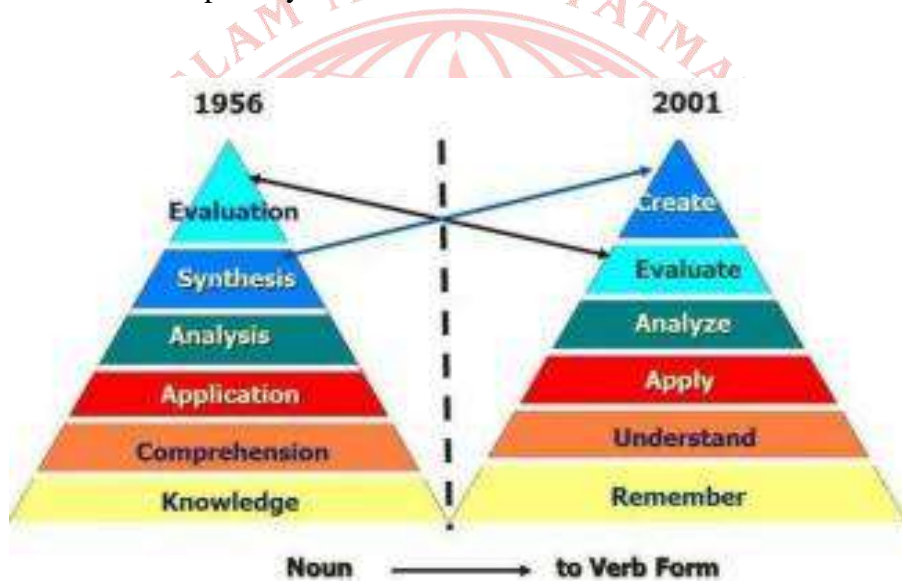 1956
2001
Evaluation
Synthesis
Analysis
Application
Comprehension
Knowledge
Create
Evaluate
Analyze
Apply
Understand
Remember
Noun to Verb Form